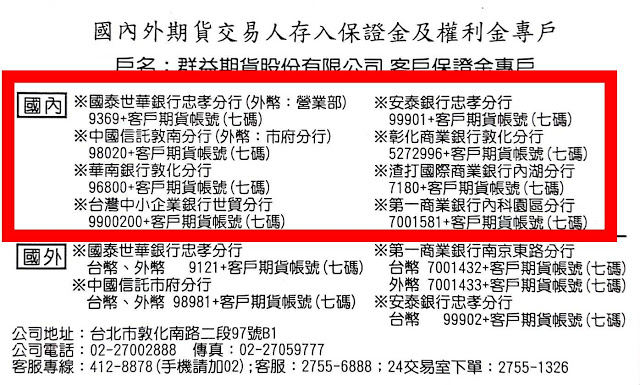 國內外期貨交易人存入保證金及權利金專戶
戶名：群益期貨股份有限公司 客戶保證金專戶
國內
※國泰世華銀行忠孝分行(外幣：營業部)
9369+客戶期貨帳號(七碼)
※中國信託敦南分行(外幣：市府分行)
98020+客戶期貨帳號(七碼)
※華南銀行敦化分行
96800+客戶期貨帳號(七碼)
※台灣中小企業銀行世貿分行
9900200+客戶期貨帳號(七碼)
※安泰銀行忠孝分行
99901+客戶期貨帳號(七碼)
※彰化商業銀行敦化分行
5272996+客戶期貨帳號(七碼)
※渣打國際商業銀行內湖分行
7180+客戶期貨帳號(七碼)
※第一商業銀行內科園區分行
7001581+客戶期貨帳號(七碼)
國外
※國泰世華銀行忠孝分行
台幣、外幣 9121+客戶期貨帳號(七碼)
※中國信託市府分行
台幣、外幣 98981+客戶期貨帳號(七碼)
※第一商業銀行南京東路分行
台幣 7001432+客戶期貨帳號(七碼)
外幣 7001433+客戶期貨帳號(七碼)
※安泰銀行忠孝分行
台幣 99902+客戶期貨帳號(七碼)
公司地址：台北市敦化南路二段97號B1
公司電話：02-27002888 傳真：02-27059777
客服專線：412-8878(手機請加02)；客服：2755-6888；24交易室下單：2755-1326